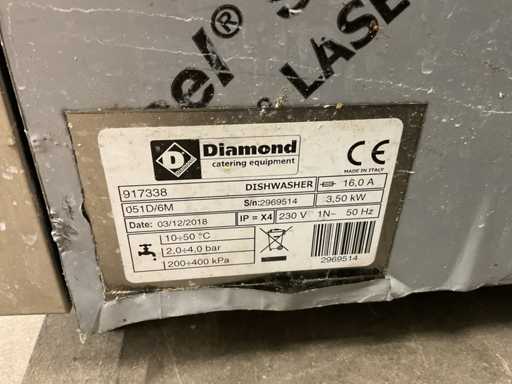 ® 
LASE
Diamond
catering equipment
CE
MADE IN ITALY
917338
DISHWASHER
16,0 A
051D/6M
S/n:2969514
3,50 kW
Date: 03/12/2018
IP = X4
230 V 1N~ 50 Hz
10÷50 °C
2,0÷4,0 bar
200÷400 kPa
2969514